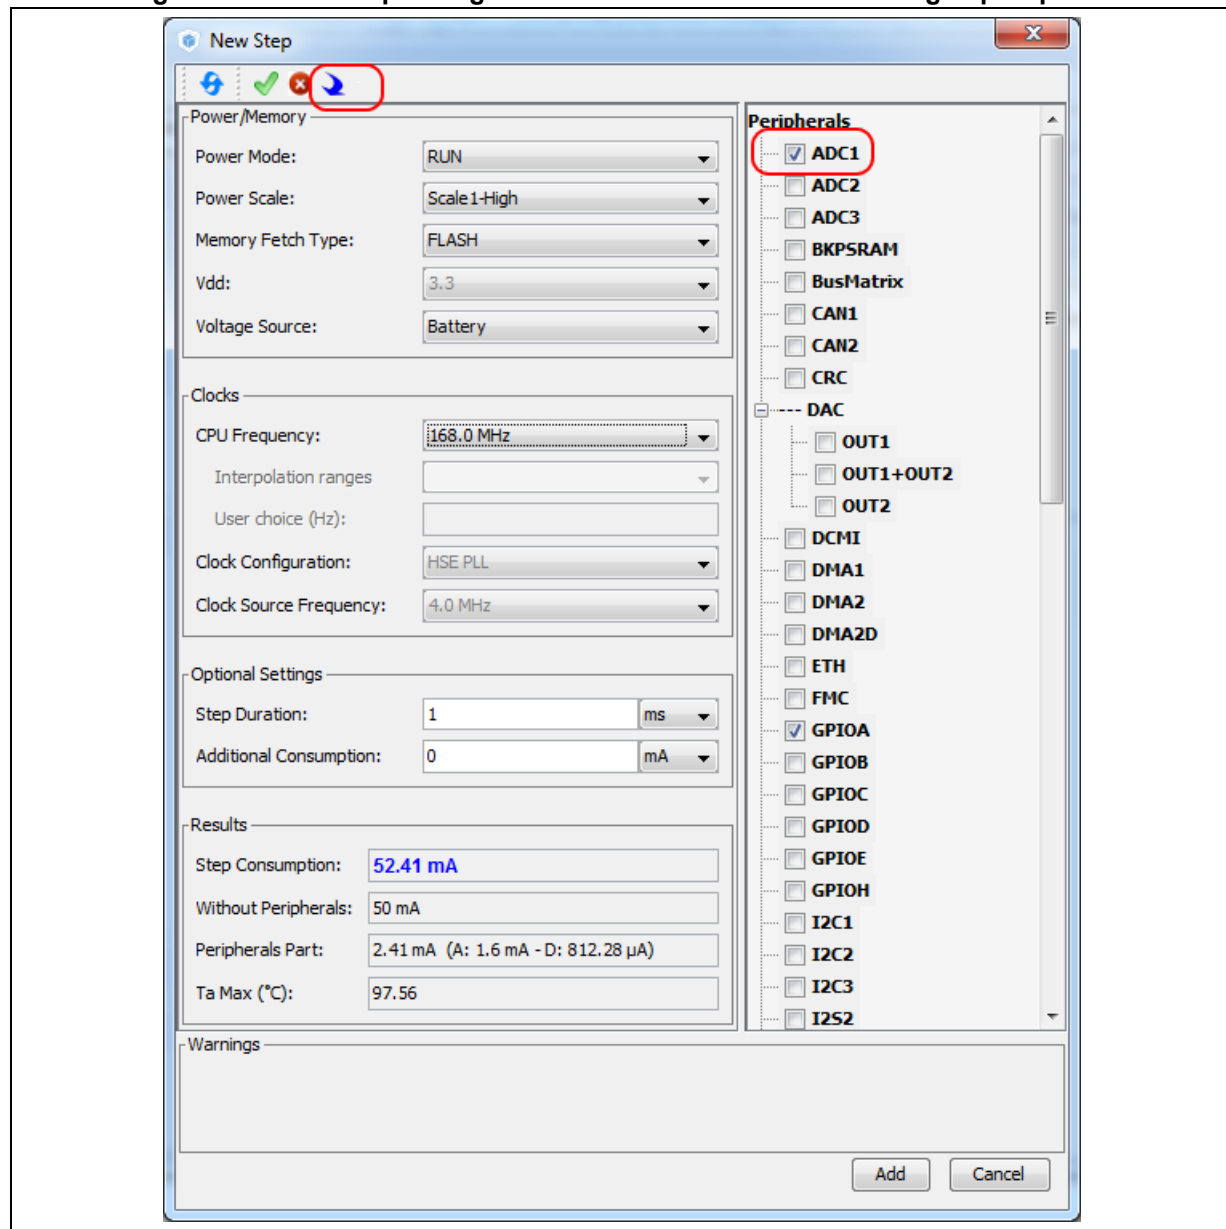 New Step
Power/Memory
Power Mode: RUN
Power Scale: Scale1-High
Memory Fetch Type: FLASH
Vdd: 3.3
Voltage Source: Battery
Clocks
CPU Frequency: 168.0 MHz
Interpolation ranges
User choice (Hz):
Clock Configuration: HSE PLL
Clock Source Frequency: 4.0 MHz
Optional Settings
Step Duration: 1 ms
Additional Consumption: 0 mA
Results
Step Consumption: 52.41 mA
Without Peripherals: 50 mA
Peripherals Part: 2.41 mA (A: 1.6 mA - D: 812.28 µA)
Ta Max (°C): 97.56
Peripherals
ADC1
ADC2
ADC3
BKPSRAM
BusMatrix
CAN1
CAN2
CRC
--- DAC
OUT1
OUT1+OUT2
OUT2
DCMI
DMA1
DMA2
DMA2D
ETH
FMC
GPIOA
GPIOB
GPIOC
GPIOD
GPIOE
GPIOH
I2C1
I2C2
I2C3
I2S2
Warnings
Add Cancel